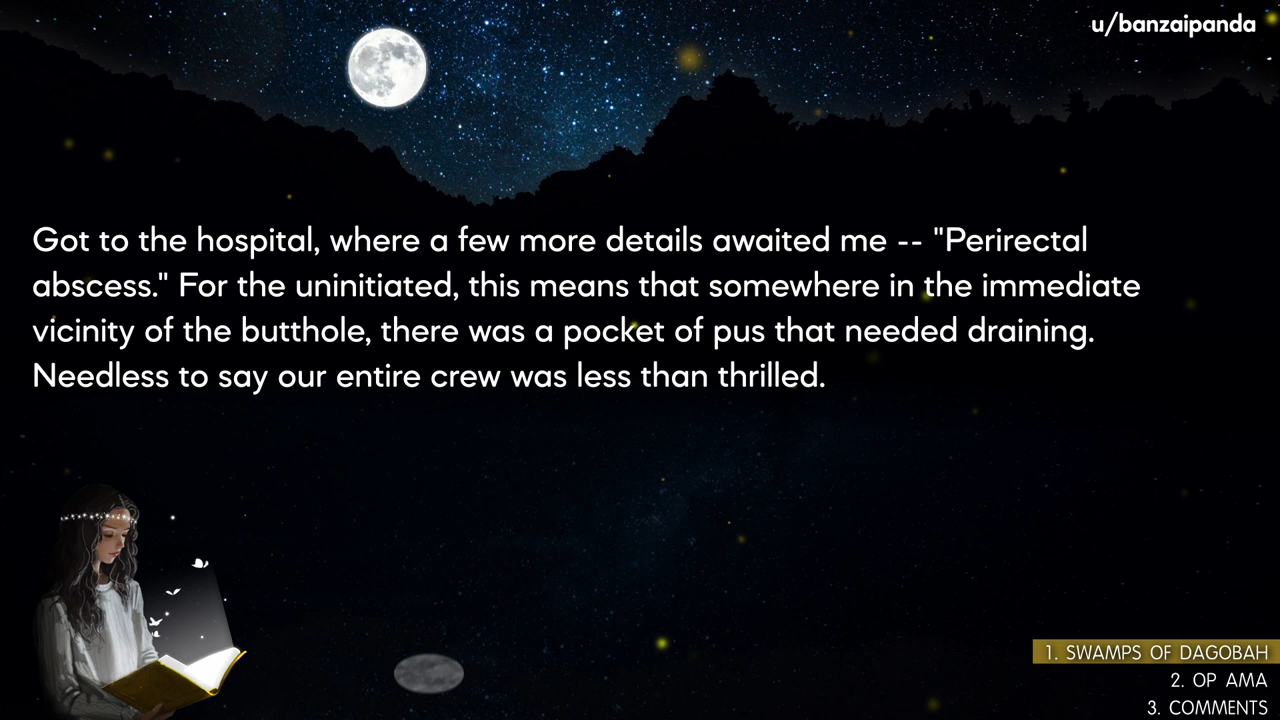 u/banzaipanda
Got to the hospital, where a few more details awaited me -- "Perirectal
abscess." For the uninitiated, this means that somewhere in the immediate
vicinity of the butthole, there was a pocket of pus that needed draining.
Needless to say our entire crew was less than thrilled.
1. SWAMPS OF DAGOBAH
2. OP AMA
3. COMMENTS